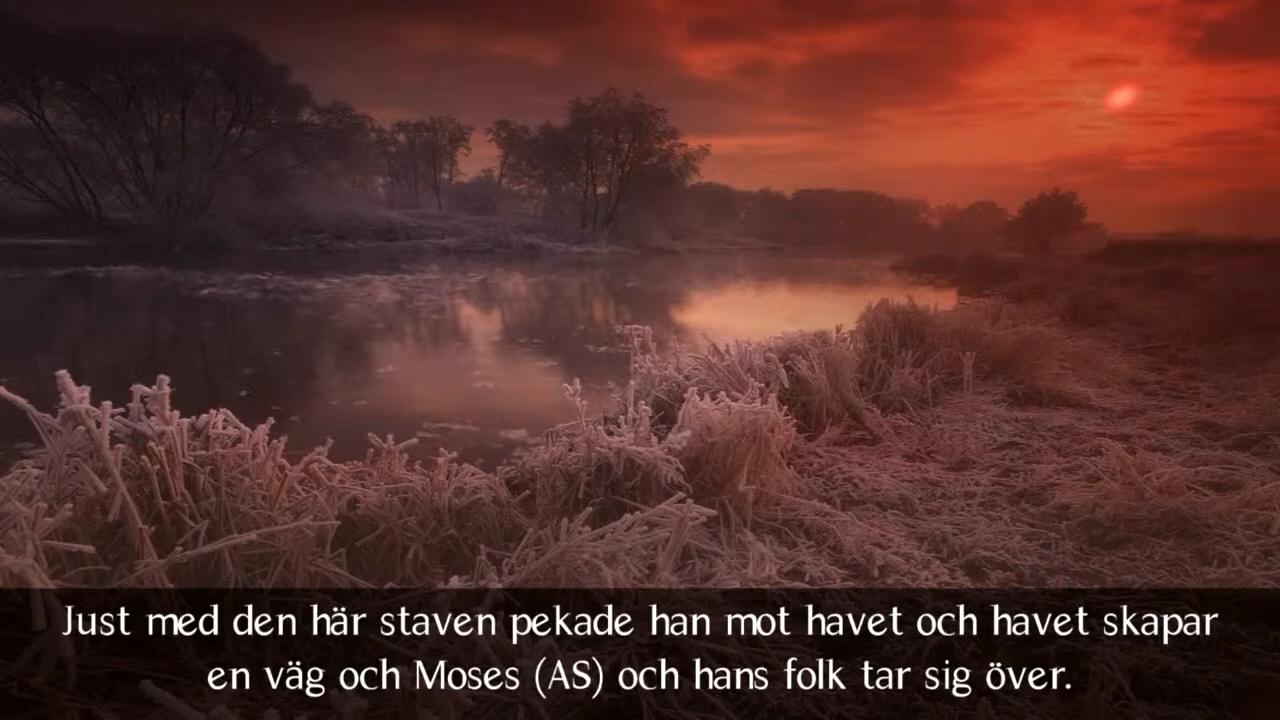 Just med den här staven pekade han mot havet och havet skapar
en väg och Moses (AS) och hans folk tar sig över.